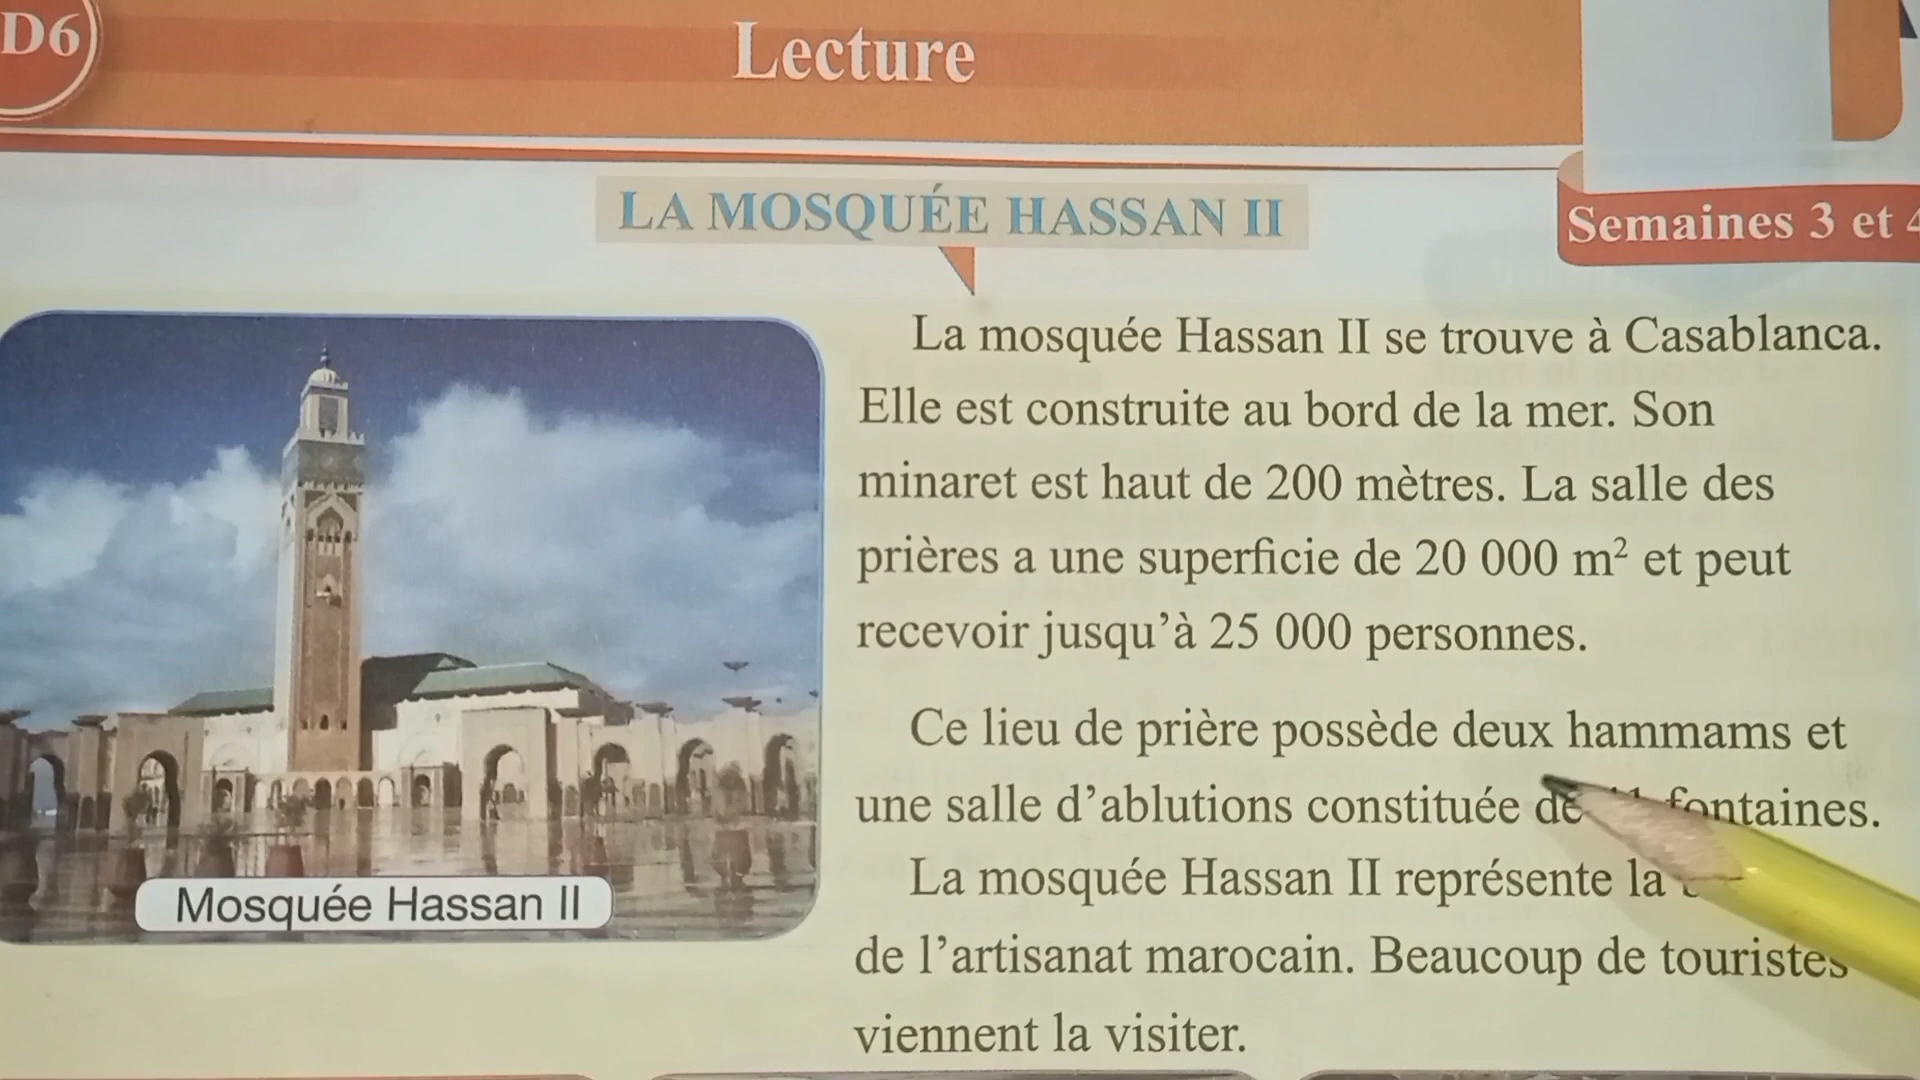 D6
Lecture
LA MOSQUÉE HASSAN II
Semaines 3 et 4
La mosquée Hassan II se trouve à Casablanca.
Elle est construite au bord de la mer. Son
minaret est haut de 200 mètres. La salle des
prières a une superficie de 20 000 m² et peut
recevoir jusqu’à 25 000 personnes.
Ce lieu de prière possède deux hammams et
une salle d’ablutions constituée de fontaines.
La mosquée Hassan II représente la
de l’artisanat marocain. Beaucoup de touristes
viennent la visiter.
Mosquée Hassan II